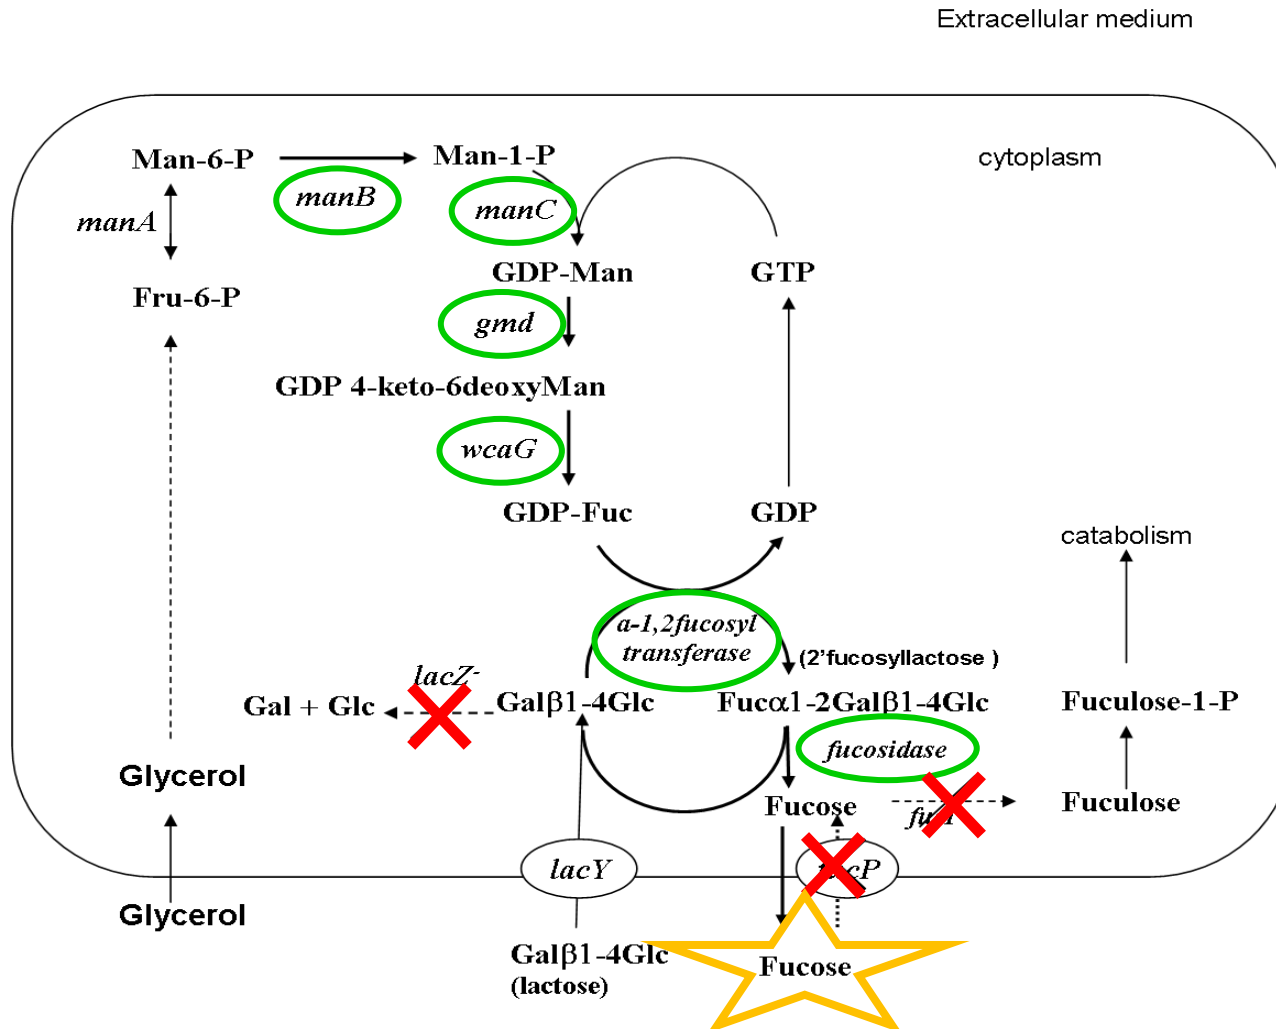 Extracellular medium
Man-6-P
Man-1-P
cytoplasm
manB
manC
manA
GDP-Man
GTP
Fru-6-P
gmd
GDP 4-keto-6deoxyMan
wcaG
GDP-Fuc
GDP
catabolism
a-1,2fucosyl
transferase
(2'fucosyllactose )
lacZ-
Gal + Glc
Galβ1-4Glc
Fucα1-2Galβ1-4Glc
Fuculose-1-P
fucosidase
Glycerol
Fucose
Fuculose
lacY
Glycerol
Galβ1-4Glc
(lactose)
Fucose